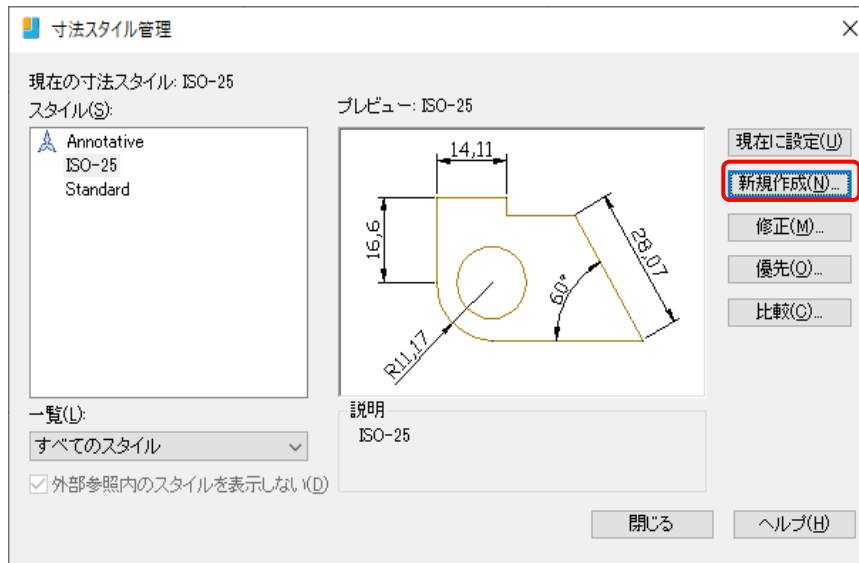 寸法スタイル管理
現在の寸法スタイル: ISO-25
スタイル(S):
Annotative
ISO-25
Standard
プレビュー: ISO-25
14,11
16,6
28,07
60°
R11,17
現在に設定(U)
新規作成(N)...
修正(M)...
優先(O)...
比較(C)...
一覧(L):
すべてのスタイル
外部参照内のスタイルを表示しない(D)
説明
ISO-25
閉じる
ヘルプ(H)